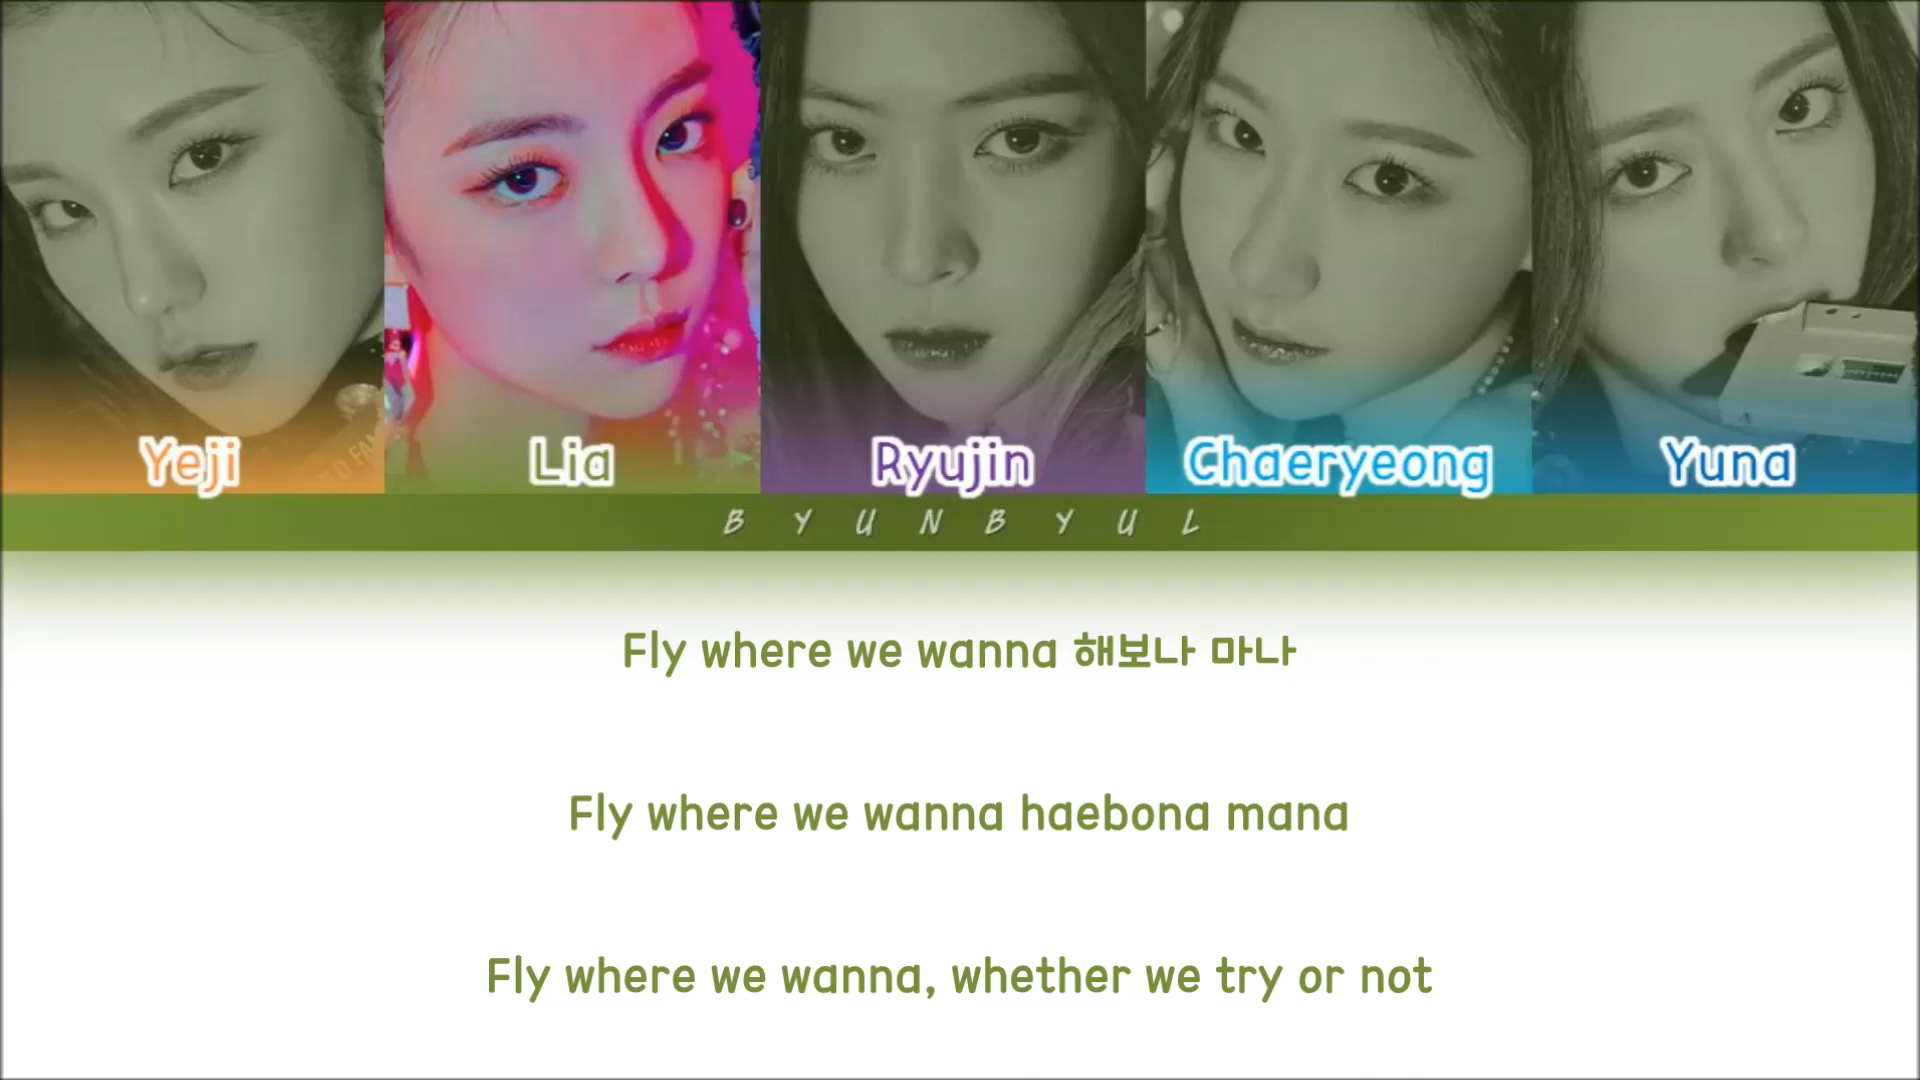 Yeji Lia Ryujin Chaeryeong Yuna
BYUNBYUL
Fly where we wanna 해보나 마나
Fly where we wanna haebona mana
Fly where we wanna, whether we try or not